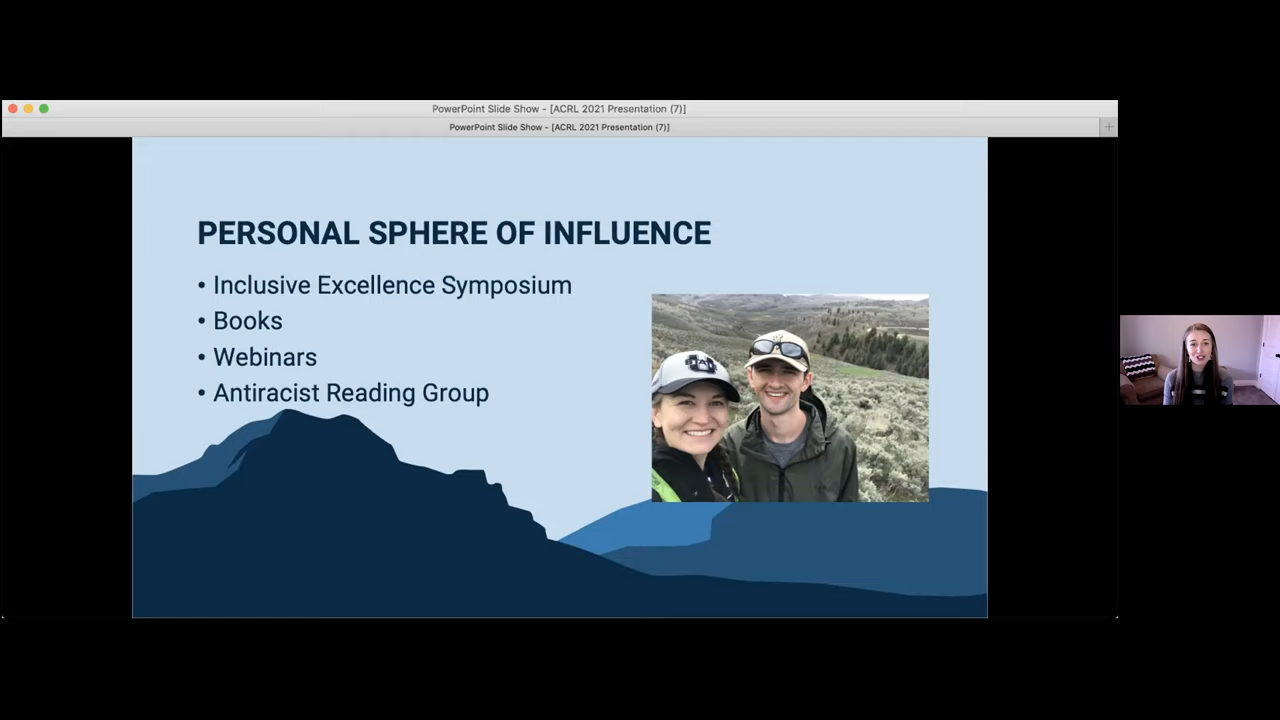 PowerPoint Slide Show - [ACRL 2021 Presentation (7)]
PowerPoint Slide Show - [ACRL 2021 Presentation (7)]
PERSONAL SPHERE OF INFLUENCE
• Inclusive Excellence Symposium
• Books
• Webinars
• Antiracist Reading Group